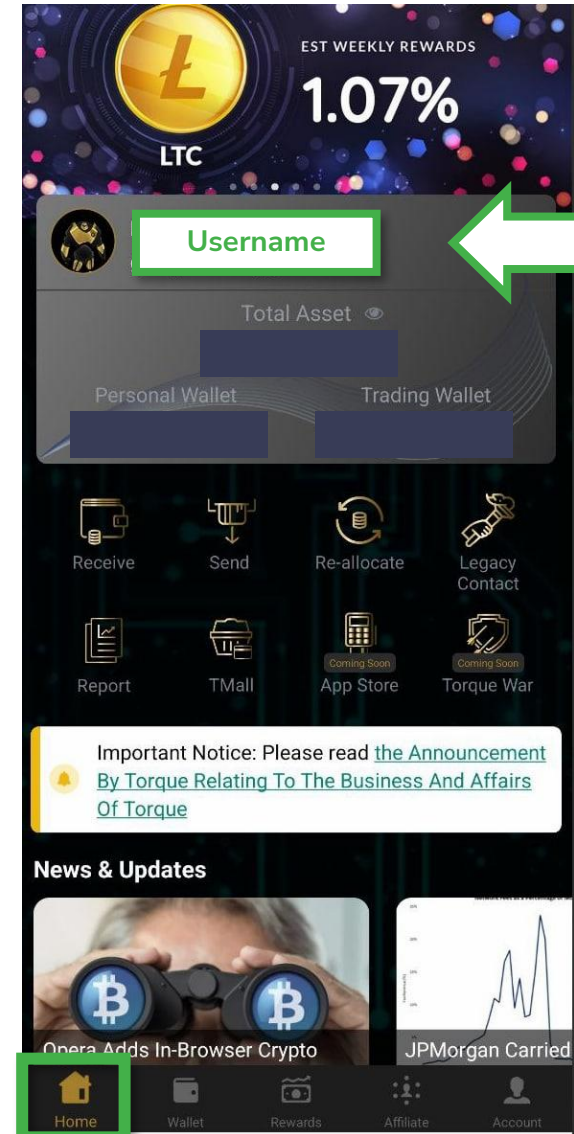 EST WEEKLY REWARDS
1.07%
LTC
Username
Total Asset
Personal Wallet
Trading Wallet
Receive
Send
Re-allocate
Legacy
Contact
Report
TMall
Coming Soon
App Store
Coming Soon
Torque War
Important Notice: Please read the Announcement
By Torque Relating To The Business And Affairs
Of Torque
News & Updates
Opera Adds In-Browser Crypto
JPMorgan Carried
Home
Wallet
Rewards
Affiliate
Account